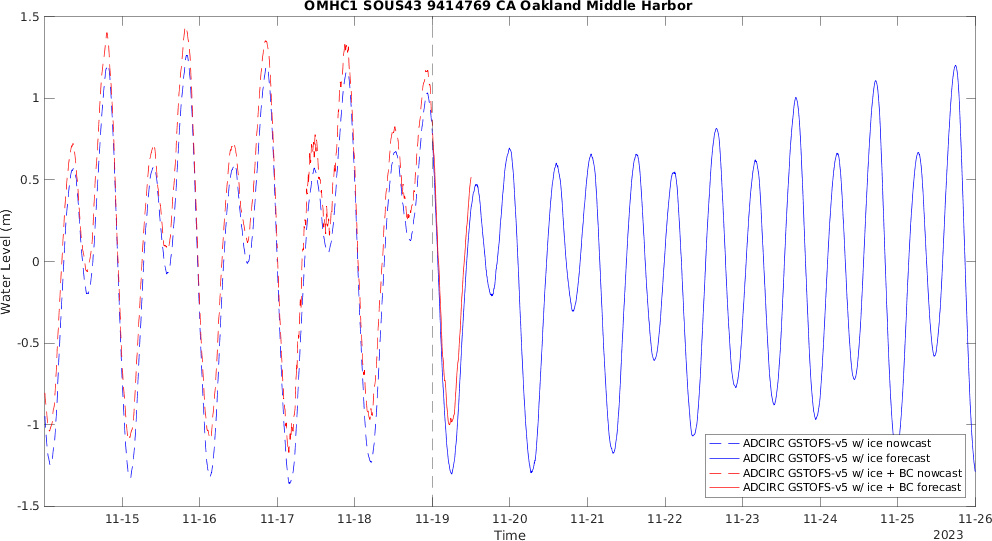 OMHC1 SOUS43 9414769 CA Oakland Middle Harbor
1.5
1
0.5
0
-0.5
-1
-1.5
Water Level (m)
11-15
11-16
11-17
11-18
11-19
11-20
11-21
11-22
11-23
11-24
11-25
11-26
2023
Time
ADCIRC GSTOFS-v5 w/ ice nowcast
ADCIRC GSTOFS-v5 w/ ice forecast
ADCIRC GSTOFS-v5 w/ ice + BC nowcast
ADCIRC GSTOFS-v5 w/ ice + BC forecast